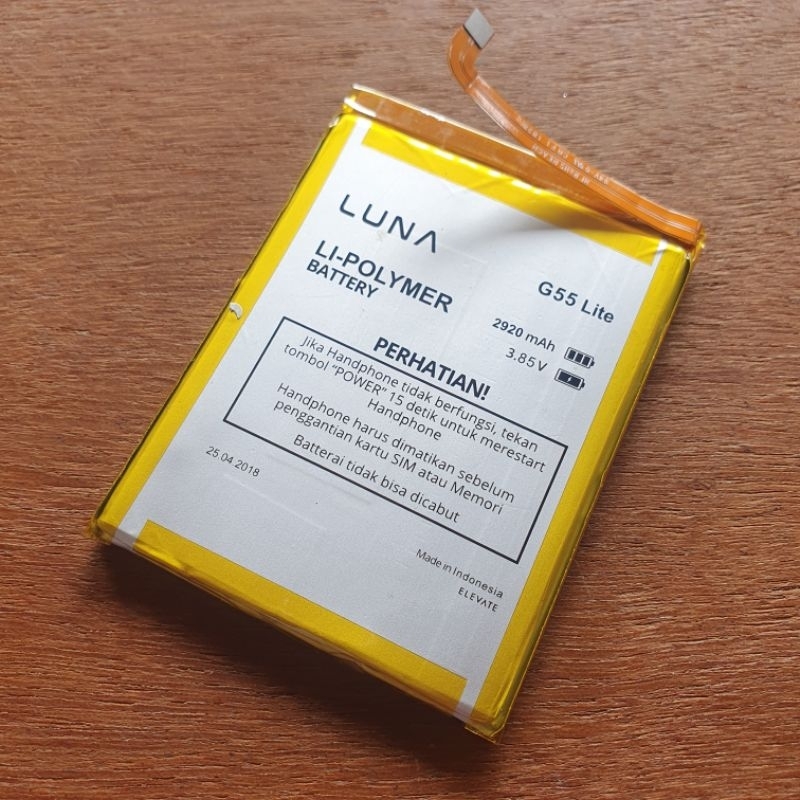 LUNA
LI-POLYMER
BATTERY
G55 Lite
2920 mAh
3.85V
PERHATIAN!
Jika Handphone tidak berfungsi, tekan
tombol "POWER" 15 detik untuk merestart
Handphone
Handphone harus dimatikan sebelum
penggantian kartu SIM atau Memori
Batterai tidak bisa dicabut
25 04 2018
Made in Indonesia
ELEVATE